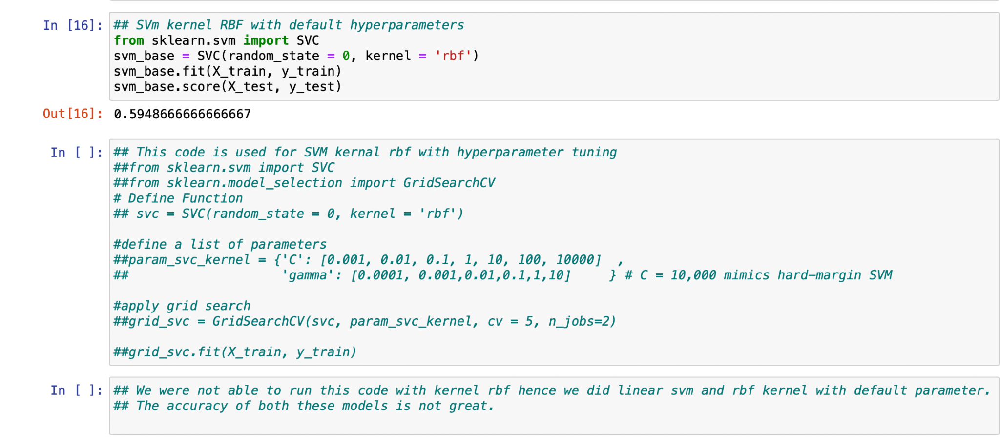 In [16]: ## SVm kernel RBF with default hyperparameters
from sklearn.svm import SVC
svm_base = SVC(random_state = 0, kernel = 'rbf')
svm_base.fit(X_train, y_train)
svm_base.score(X_test, y_test)
Out[16]: 0.5948666666666667
In [ ]: ## This code is used for SVM kernal rbf with hyperparameter tuning
##from sklearn.svm import SVC
##from sklearn.model_selection import GridSearchCV
# Define Function
## svc = SVC(random_state = 0, kernel = 'rbf')
#define a list of parameters
##param_svc_kernel = {'C': [0.001, 0.01, 0.1, 1, 10, 100, 10000]  ,
##                    'gamma': [0.0001, 0.001,0.01,0.1,1,10]     } # C = 10,000 mimics hard-margin SVM
#apply grid search
##grid_svc = GridSearchCV(svc, param_svc_kernel, cv = 5, n_jobs=2)
##grid_svc.fit(X_train, y_train)
In [ ]: ## We were not able to run this code with kernel rbf hence we did linear svm and rbf kernel with default parameter.
## The accuracy of both these models is not great.